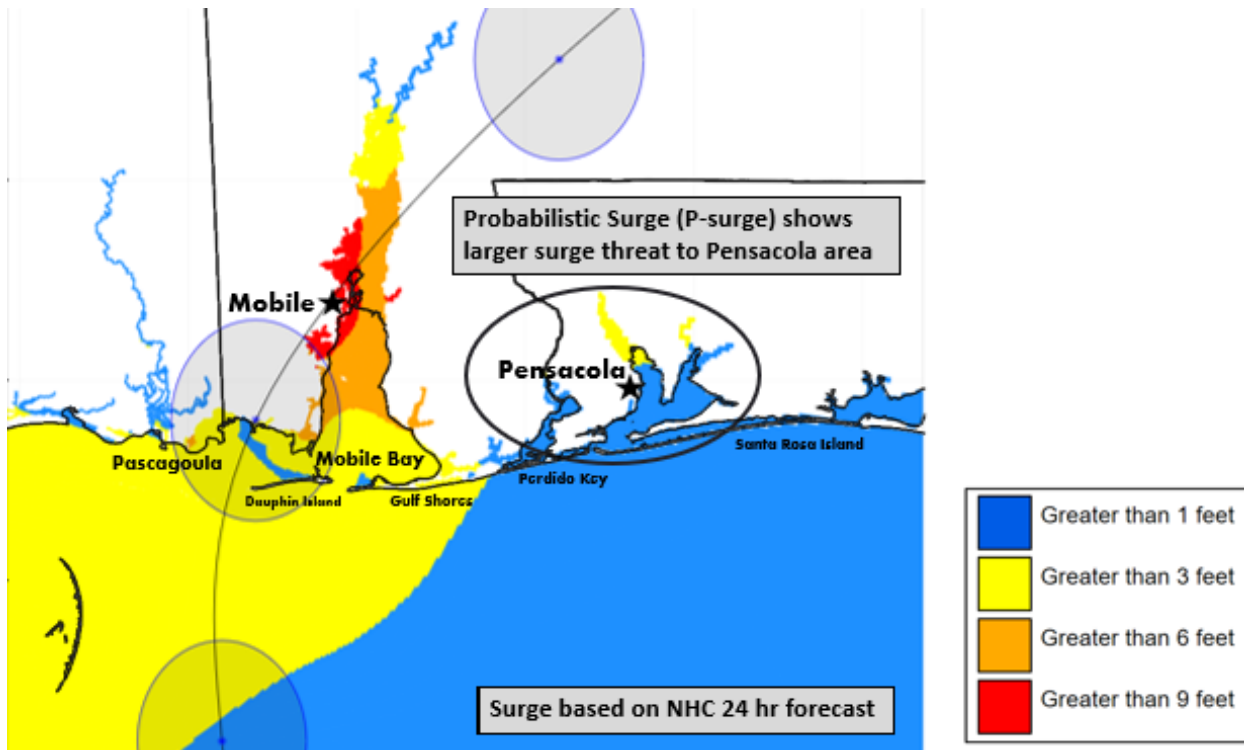 Probabilistic Surge (P-surge) shows
larger surge threat to Pensacola area
Mobile
Pensacola
Santa Rosa Island
Pascagoula
Mobile Bay
Perdido Key
Dauphin Island
Gulf Shores
Surge based on NHC 24 hr forecast
Greater than 1 feet
Greater than 3 feet
Greater than 6 feet
Greater than 9 feet